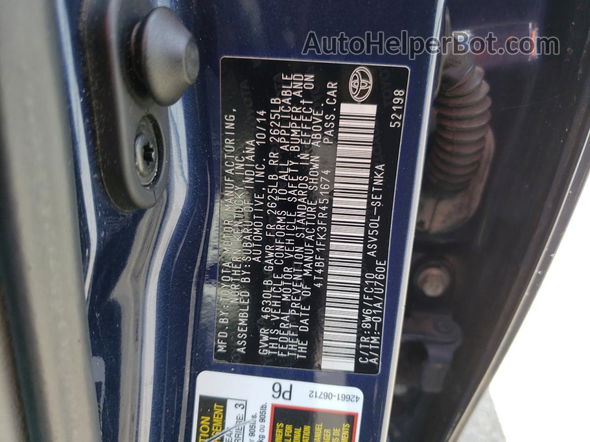 AutoHelperBot.com
MFD. BY: TOYOTA MOTOR MANUFACTURING,
NORTHERN KENTUCKY, INC.
ASSEMBLED BY: SUBARU OF INDIANA
AUTOMOTIVE, INC. 10/14
GVWR 4630LB GAWR FR 2625LB RR 2625LB
THIS VEHICLE CONFORMS TO ALL APPLICABLE
FEDERAL MOTOR VEHICLE SAFETY, BUMPER, AND
THEFT PREVENTION STANDARDS IN EFFECT ON
THE DATE OF MANUFACTURE SHOWN ABOVE.
4T4BF1FK3FR451674 PASS.CAR
C/TR:8W6/FC10
A/TM:-01A/U760E
ASV50L-SETNKA
52198
42661-06712
P6